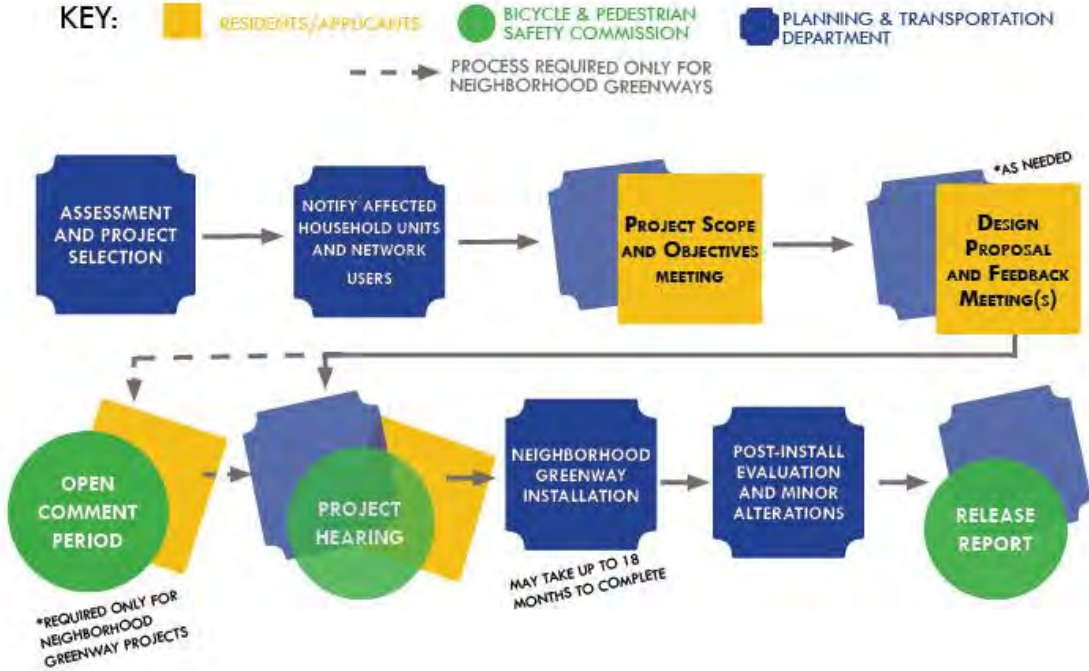 KEY:
RESIDENTS/APPLICANTS
BICYCLE & PEDESTRIAN
SAFETY COMMISSION
PLANNING & TRANSPORTATION
DEPARTMENT
PROCESS REQUIRED ONLY FOR
NEIGHBORHOOD GREENWAYS
ASSESSMENT
AND PROJECT
SELECTION
NOTIFY AFFECTED
HOUSEHOLD UNITS
AND NETWORK
USERS
PROJECT SCOPE
AND OBJECTIVES
MEETING
*AS NEEDED
DESIGN
PROPOSAL
AND FEEDBACK
MEETING(S)
OPEN
COMMENT
PERIOD
*REQUIRED ONLY FOR
NEIGHBORHOOD
GREENWAY PROJECTS
PROJECT
HEARING
NEIGHBORHOOD
GREENWAY
INSTALLATION
MAY TAKE UP TO 18
MONTHS TO COMPLETE
POST-INSTALL
EVALUATION
AND MINOR
ALTERATIONS
RELEASE
REPORT